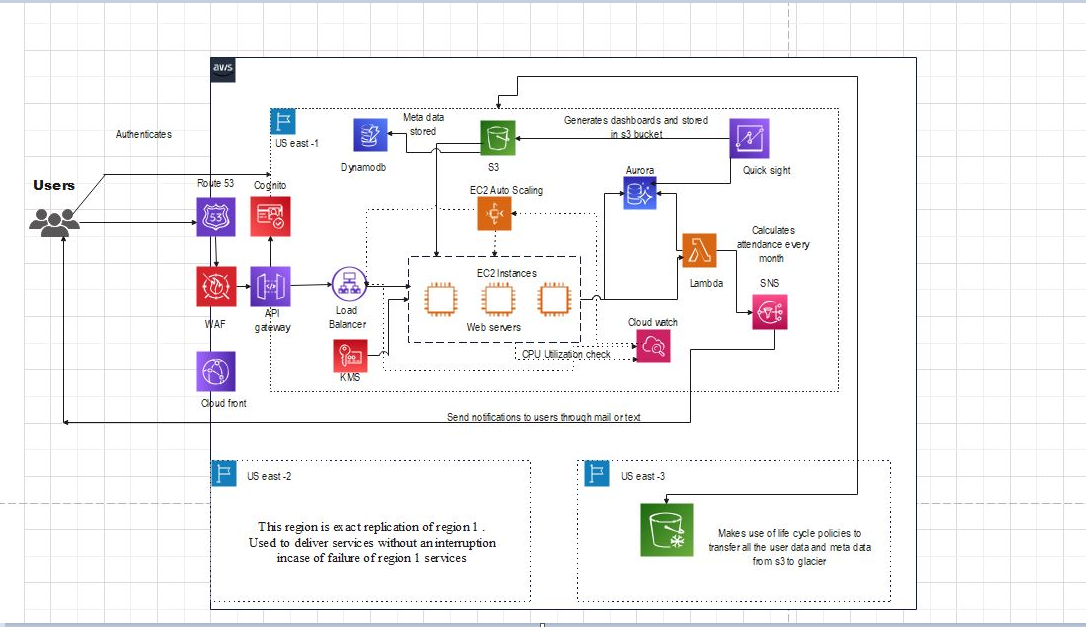 aws
Authenticates
Users
US east -1
Meta data
stored
Generates dashboards and stored
in s3 bucket
Dynamodb
S3
Quick sight
Aurora
Route 53
Cognito
53
EC2 Auto Scaling
Calculates
attendance every
month
EC2 Instances
Lambda
SNS
WAF
API
gateway
Load
Balancer
Web servers
Cloud watch
CPU Utilization check
KMS
Cloud front
Send notifications to users through mail or text
US east -2
US east -3
This region is exact replication of region 1 .
Used to deliver services without an interruption
incase of failure of region 1 services
Makes use of life cycle policies to
transfer all the user data and meta data
from s3 to glacier